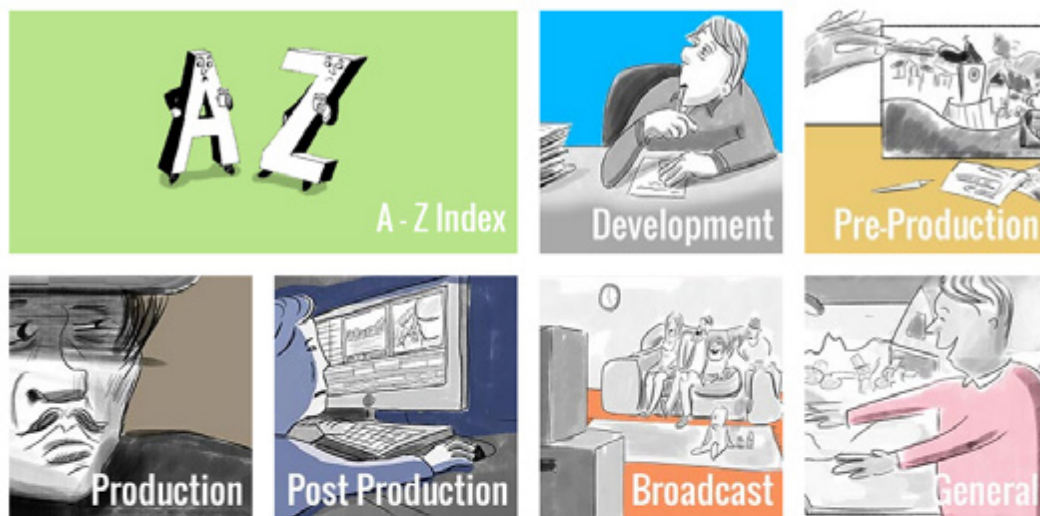 A - Z Index
Development
Pre-Production
Production
Post Production
Broadcast
General